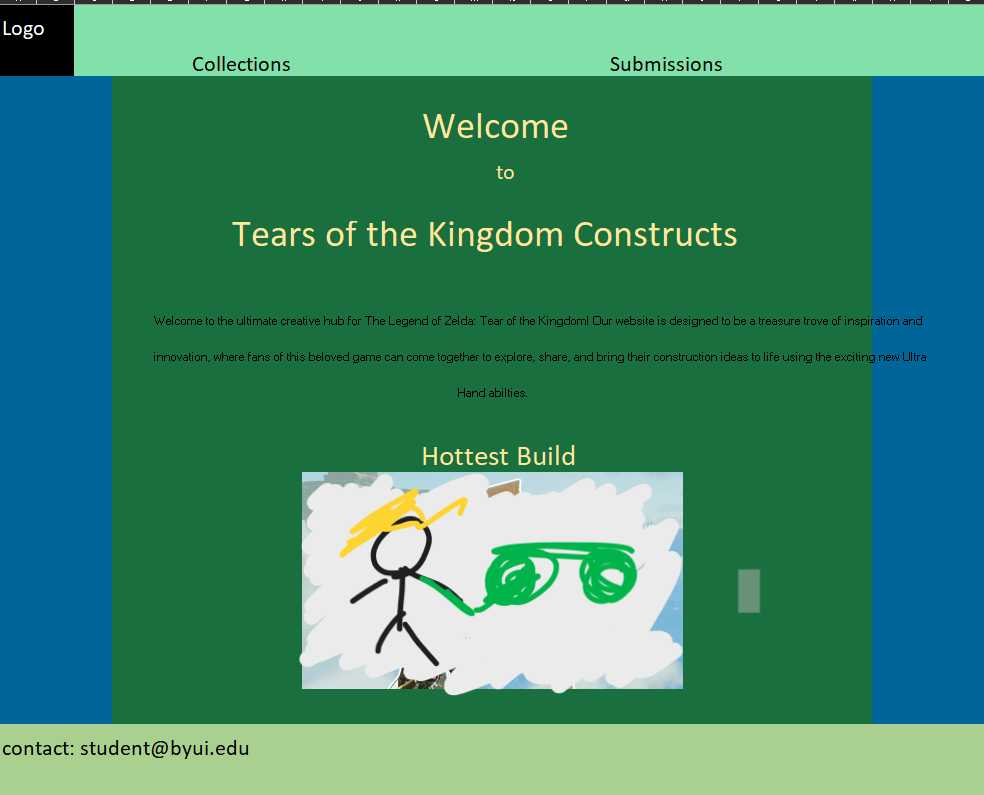 Logo
Collections Submissions
Welcome
to
Tears of the Kingdom Constructs
Welcome to the ultimate creative hub for The Legend of Zelda: Tear of the Kingdom! Our website is designed to be a treasure trove of inspiration and
innovation, where fans of this beloved game can come together to explore, share, and bring their construction ideas to life using the exciting new Ultra
Hand abilties.
Hottest Build
contact: student@byui.edu